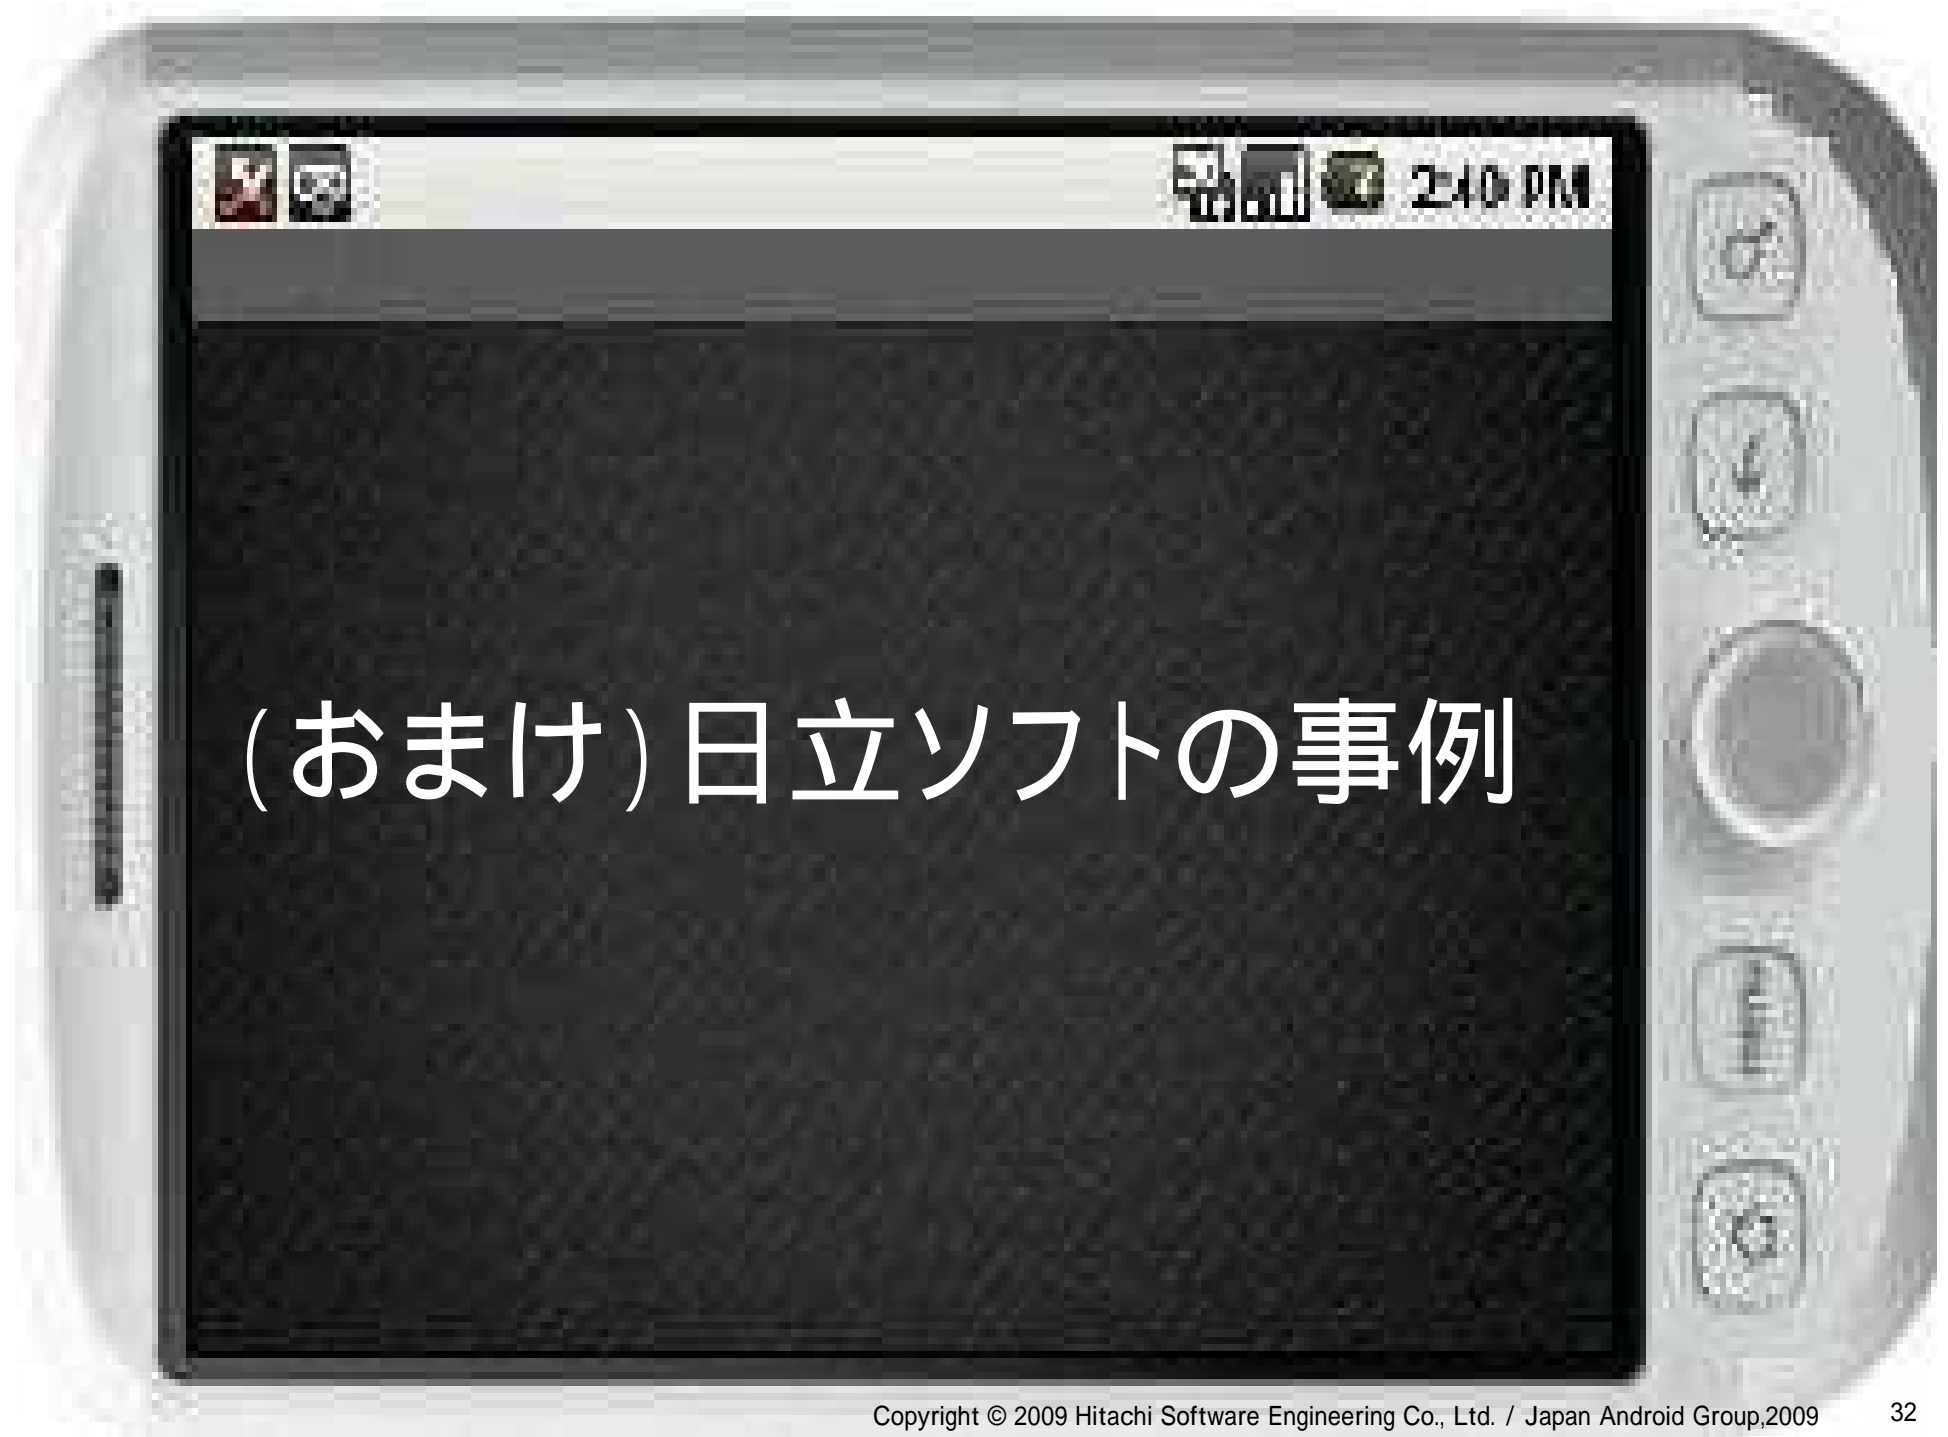 2:40 PM
(おまけ)日立ソフトの事例
menu
Copyright © 2009 Hitachi Software Engineering Co., Ltd. / Japan Android Group,2009
32